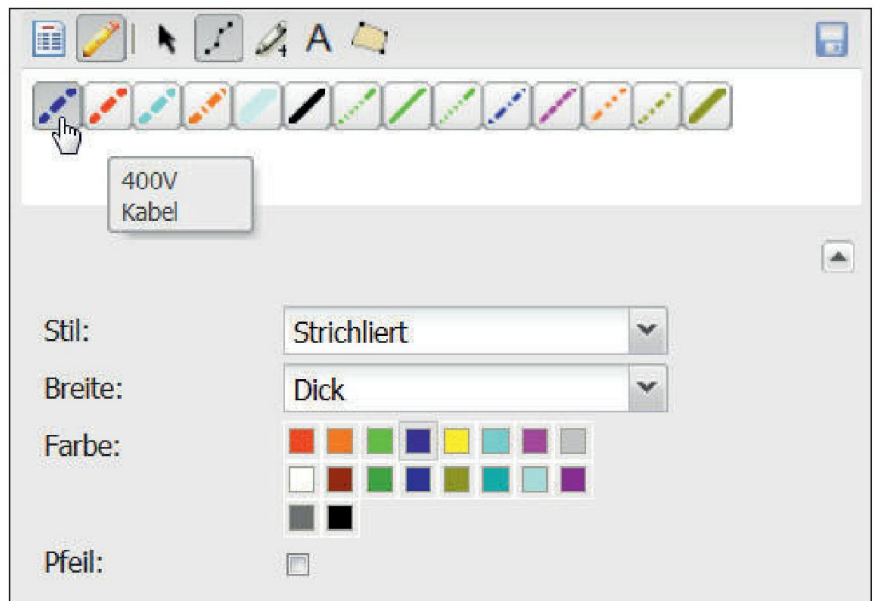 A
400V
Kabel
Stil: Strichliert
Breite: Dick
Farbe:
Pfeil: